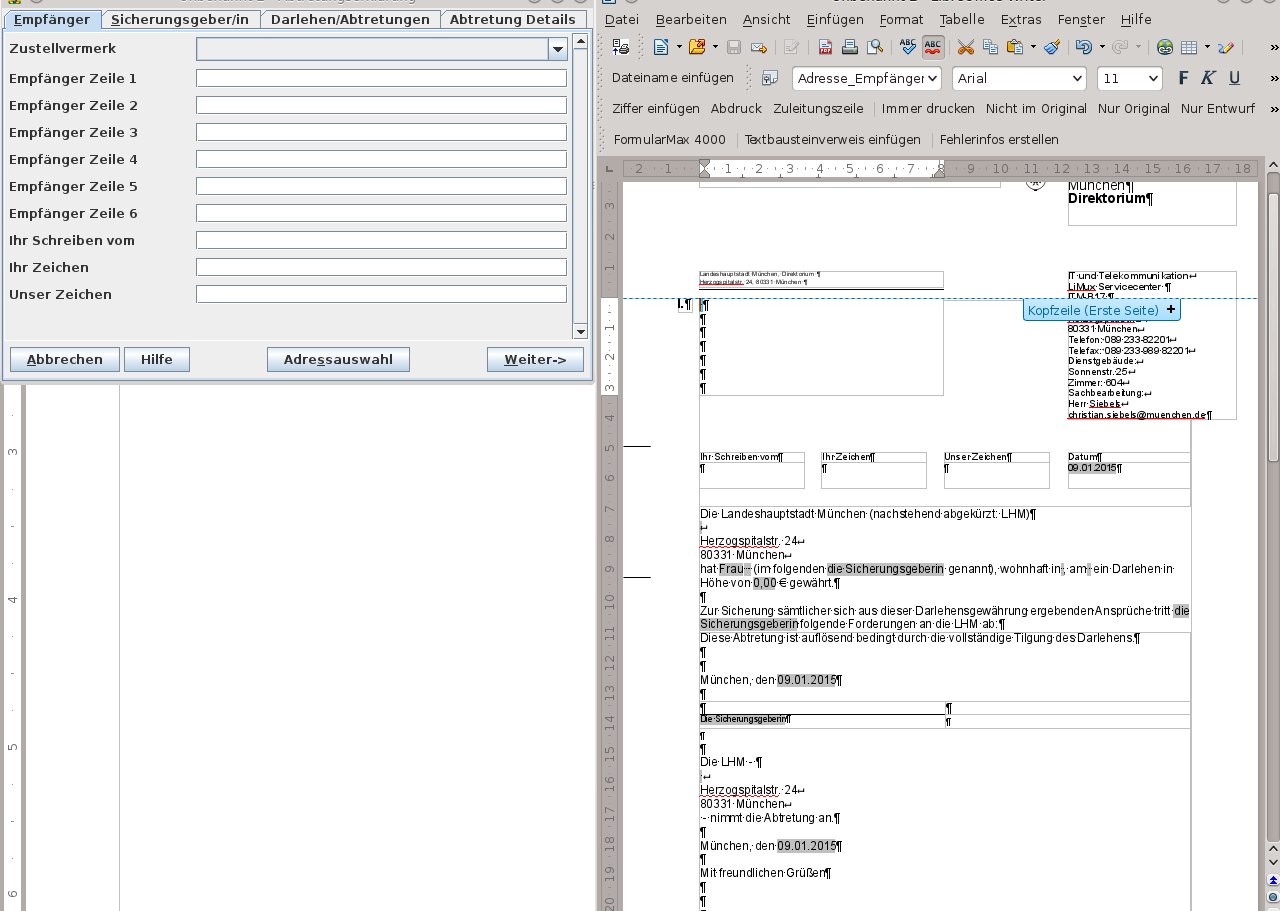 Empfänger
Sicherungsgeber/in
Darlehen/Abtretungen
Abtretung Details
Zustellvermerk
Empfänger Zeile 1
Empfänger Zeile 2
Empfänger Zeile 3
Empfänger Zeile 4
Empfänger Zeile 5
Empfänger Zeile 6
Ihr Schreiben vom
Ihr Zeichen
Unser Zeichen
Abbrechen
Hilfe
Adressauswahl
Weiter->
3
4
5
6
Datei Bearbeiten Ansicht Einfügen Format Tabelle Extras Fenster Hilfe
Dateiname einfügen
Adresse_Empfänger
Arial
11
F K U
Ziffer einfügen Abdruck Zuleitungszeile Immer drucken Nicht im Original Nur Original Nur Entwurf
FormularMax 4000 Textbausteinverweis einfügen Fehlerinfos erstellen
2 · 1 · 1 · 2 · 3 · 4 · 5 · 6 · 7 · 8 · 9 · 10 · 11 · 12 · 13 · 14 · 15 · 16 · 17 · 18
München¶
Direktorium¶
Landeshauptstadt München, Direktorium ¶
Herzogspitalstr. 24, 80331 München ¶
I.¶
IT·und·Telekommunikation↵
LiMux·Servicecenter·¶
Kopfzeile (Erste Seite) +
80331·München↵
Telefon:·089·233-82201↵
Telefax:·089·233-989·82201↵
Dienstgebäude:↵
Sonnenstr.·25↵
Zimmer:·604↵
Sachbearbeitung:↵
Herr·Siebels↵
christian.siebels@muenchen.de¶
Ihr·Schreiben·vom¶
Ihr·Zeichen¶
Unser·Zeichen¶
Datum¶
09.01.2015¶
Die·Landeshauptstadt·München·(nachstehend·abgekürzt:·LHM)¶
↵
Herzogspitalstr.·24↵
80331·München↵
hat·Frau·-·(im·folgenden·die·Sicherungsgeberin·genannt),·wohnhaft·in·,·am·-·ein·Darlehen·in·
Höhe·von·0,00·€·gewährt.¶
¶
Zur·Sicherung·sämtlicher·sich·aus·dieser·Darlehensgewährung·ergebenden·Ansprüche·tritt·die
Sicherungsgeberin·folgende·Forderungen·an·die·LHM·ab:¶
Diese·Abtretung·ist·auflösend·bedingt·durch·die·vollständige·Tilgung·des·Darlehens.¶
¶
¶
München,·den·09.01.2015¶
¶
¶ ¶
Die·Sicherungsgeberin¶ ¶
¶
¶
Die·LHM·-·¶
·↵
Herzogspitalstr.·24↵
80331·München↵
·-·nimmt·die·Abtretung·an.¶
¶
München,·den·09.01.2015¶
¶
Mit·freundlichen·Grüßen¶
¶
¶